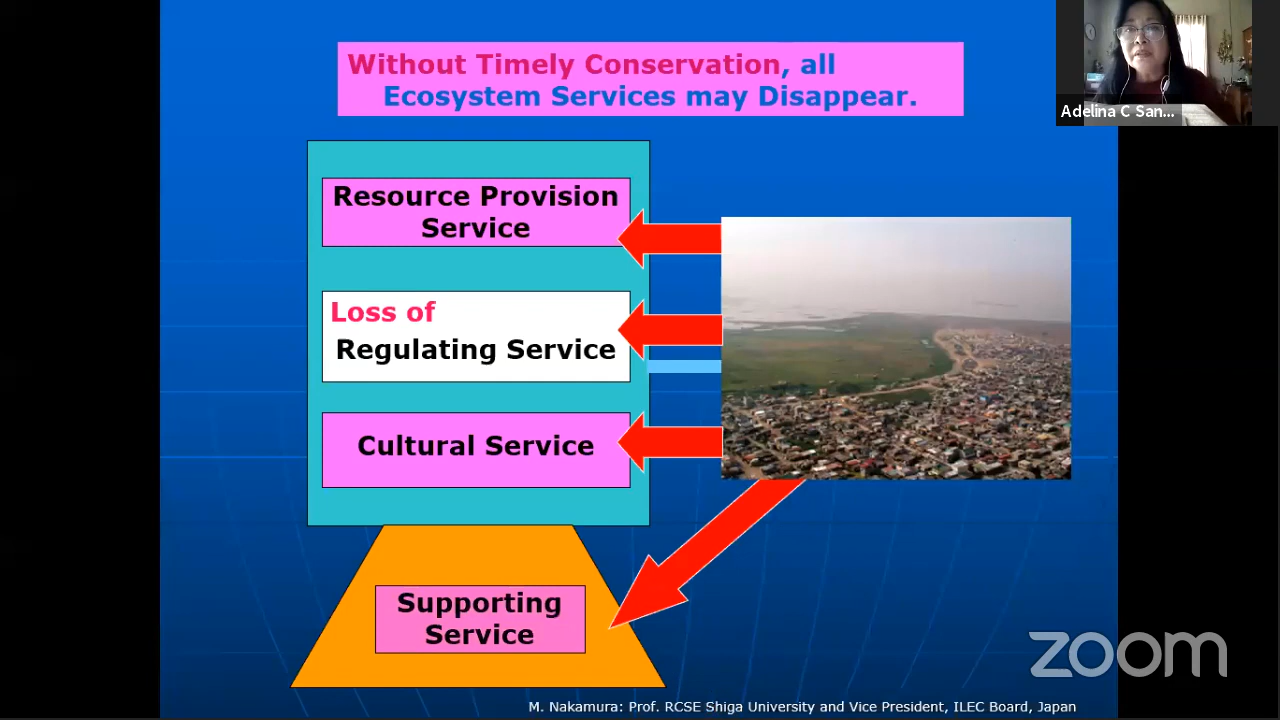 Without Timely Conservation, all
Ecosystem Services may Disappear.
Adelina C San...
Resource Provision
Service
Loss of
Regulating Service
Cultural Service
Supporting
Service
zoom
M. Nakamura: Prof. RCSE Shiga University and Vice President, ILEC Board, Japan